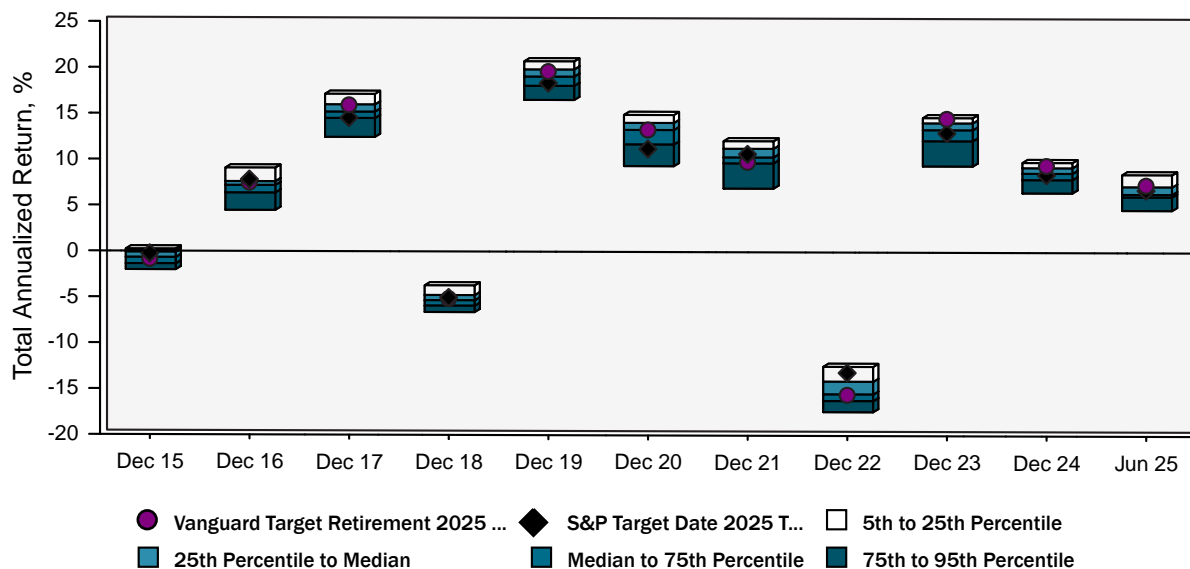 Total Annualized Return, %
25
20
15
10
5
0
-5
-10
-15
-20
Dec 15 Dec 16 Dec 17 Dec 18 Dec 19 Dec 20 Dec 21 Dec 22 Dec 23 Dec 24 Jun 25
Vanguard Target Retirement 2025 ... S&P Target Date 2025 T... 5th to 25th Percentile
25th Percentile to Median Median to 75th Percentile 75th to 95th Percentile